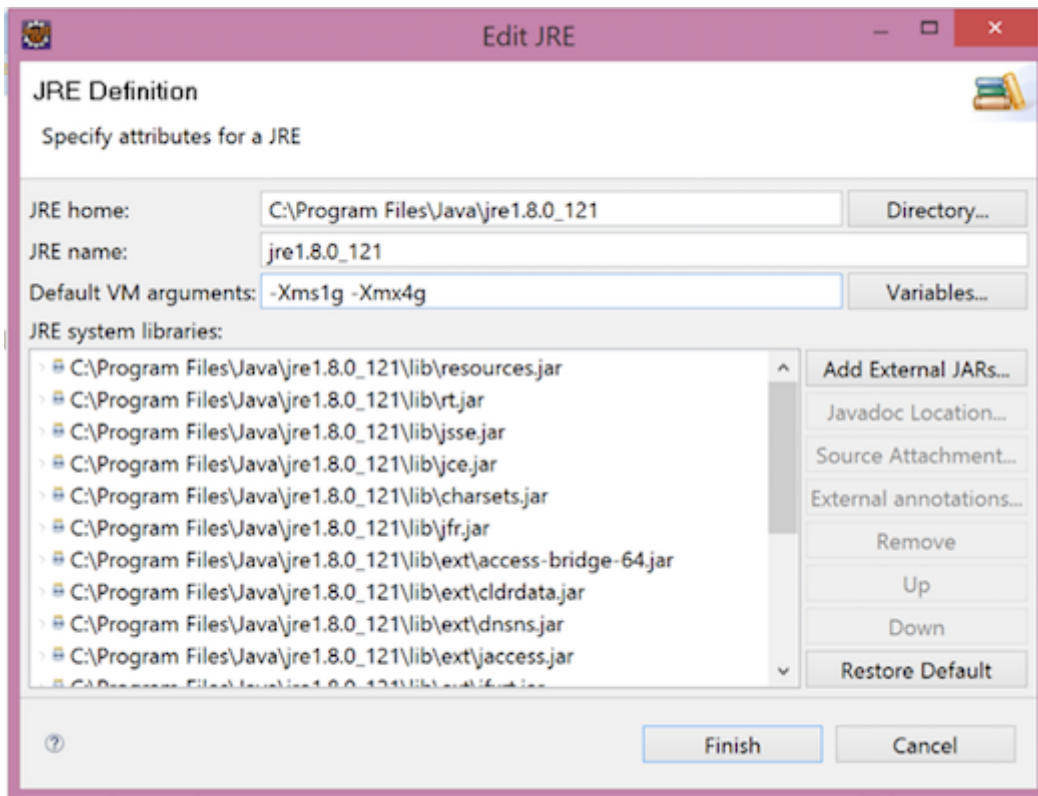 Edit JRE
JRE Definition
Specify attributes for a JRE
JRE home: C:\Program Files\Java\jre1.8.0_121 Directory...
JRE name: jre1.8.0_121
Default VM arguments: -Xms1g -Xmx4g Variables...
JRE system libraries:
C:\Program Files\Java\jre1.8.0_121\lib\resources.jar Add External JARs...
C:\Program Files\Java\jre1.8.0_121\lib\rt.jar
Javadoc Location...
C:\Program Files\Java\jre1.8.0_121\lib\jsse.jar
Source Attachment...
C:\Program Files\Java\jre1.8.0_121\lib\jce.jar
C:\Program Files\Java\jre1.8.0_121\lib\charsets.jar External annotations...
C:\Program Files\Java\jre1.8.0_121\lib\jfr.jar
Remove
C:\Program Files\Java\jre1.8.0_121\lib\ext\access-bridge-64.jar
C:\Program Files\Java\jre1.8.0_121\lib\ext\cldrdata.jar Up
C:\Program Files\Java\jre1.8.0_121\lib\ext\dnsns.jar Down
C:\Program Files\Java\jre1.8.0_121\lib\ext\jaccess.jar
Restore Default
Finish Cancel